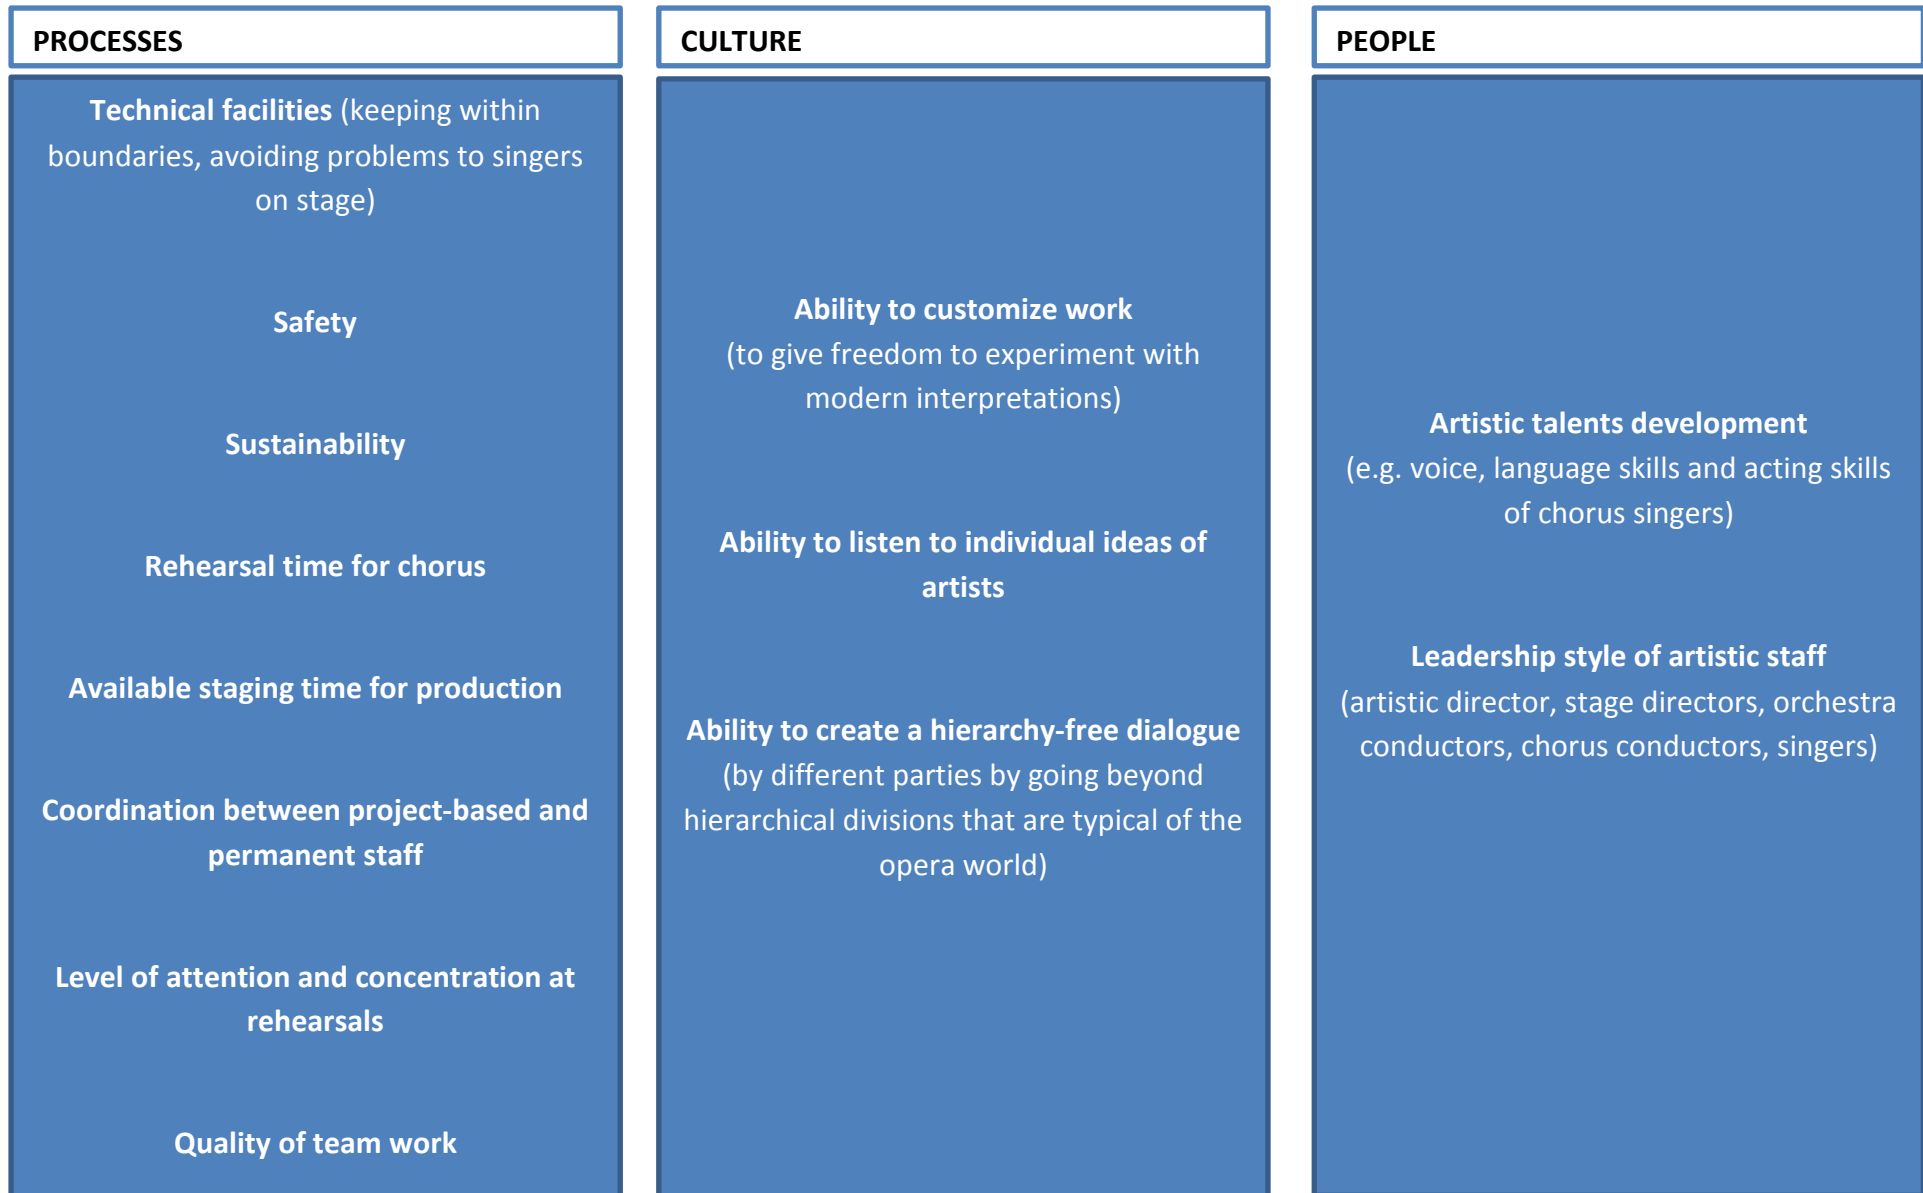 PROCESSES
Technical facilities (keeping within
boundaries, avoiding problems to singers
on stage)
Safety
Sustainability
Rehearsal time for chorus
Available staging time for production
Coordination between project-based and
permanent staff
Level of attention and concentration at
rehearsals
Quality of team work
CULTURE
Ability to customize work
(to give freedom to experiment with
modern interpretations)
Ability to listen to individual ideas of
artists
Ability to create a hierarchy-free dialogue
(by different parties by going beyond
hierarchical divisions that are typical of the
opera world)
PEOPLE
Artistic talents development
(e.g. voice, language skills and acting skills
of chorus singers)
Leadership style of artistic staff
(artistic director, stage directors, orchestra
conductors, chorus conductors, singers)